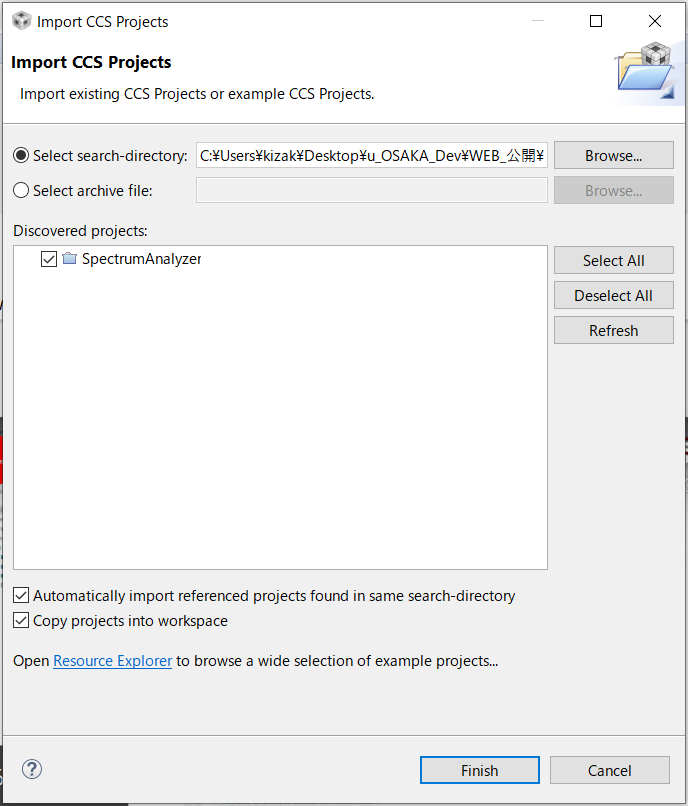 Import CCS Projects
Import CCS Projects
Import existing CCS Projects or example CCS Projects.
Select search-directory: C:¥Users¥kizak¥Desktop¥u_OSAKA_Dev¥WEB_公開¥ Browse...
Select archive file: Browse...
Discovered projects:
SpectrumAnalyzer
Select All
Deselect All
Refresh
Automatically import referenced projects found in same search-directory
Copy projects into workspace
Open Resource Explorer to browse a wide selection of example projects...
? Finish Cancel